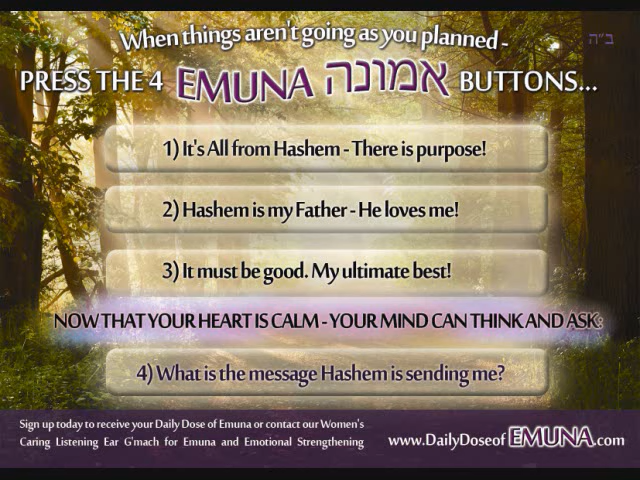 ב"ה
When things aren't going as you planned -
PRESS THE 4 EMUNA אמונה BUTTONS...
1) It's All from Hashem - There is purpose!
2) Hashem is my Father - He loves me!
3) It must be good. My ultimate best!
NOW THAT YOUR HEART IS CALM - YOUR MIND CAN THINK AND ASK:
4) What is the message Hashem is sending me?
Sign up today to receive your Daily Dose of Emuna or contact our Women's
Caring Listening Ear G'mach for Emuna and Emotional Strengthening
www.DailyDoseofEMUNA.com